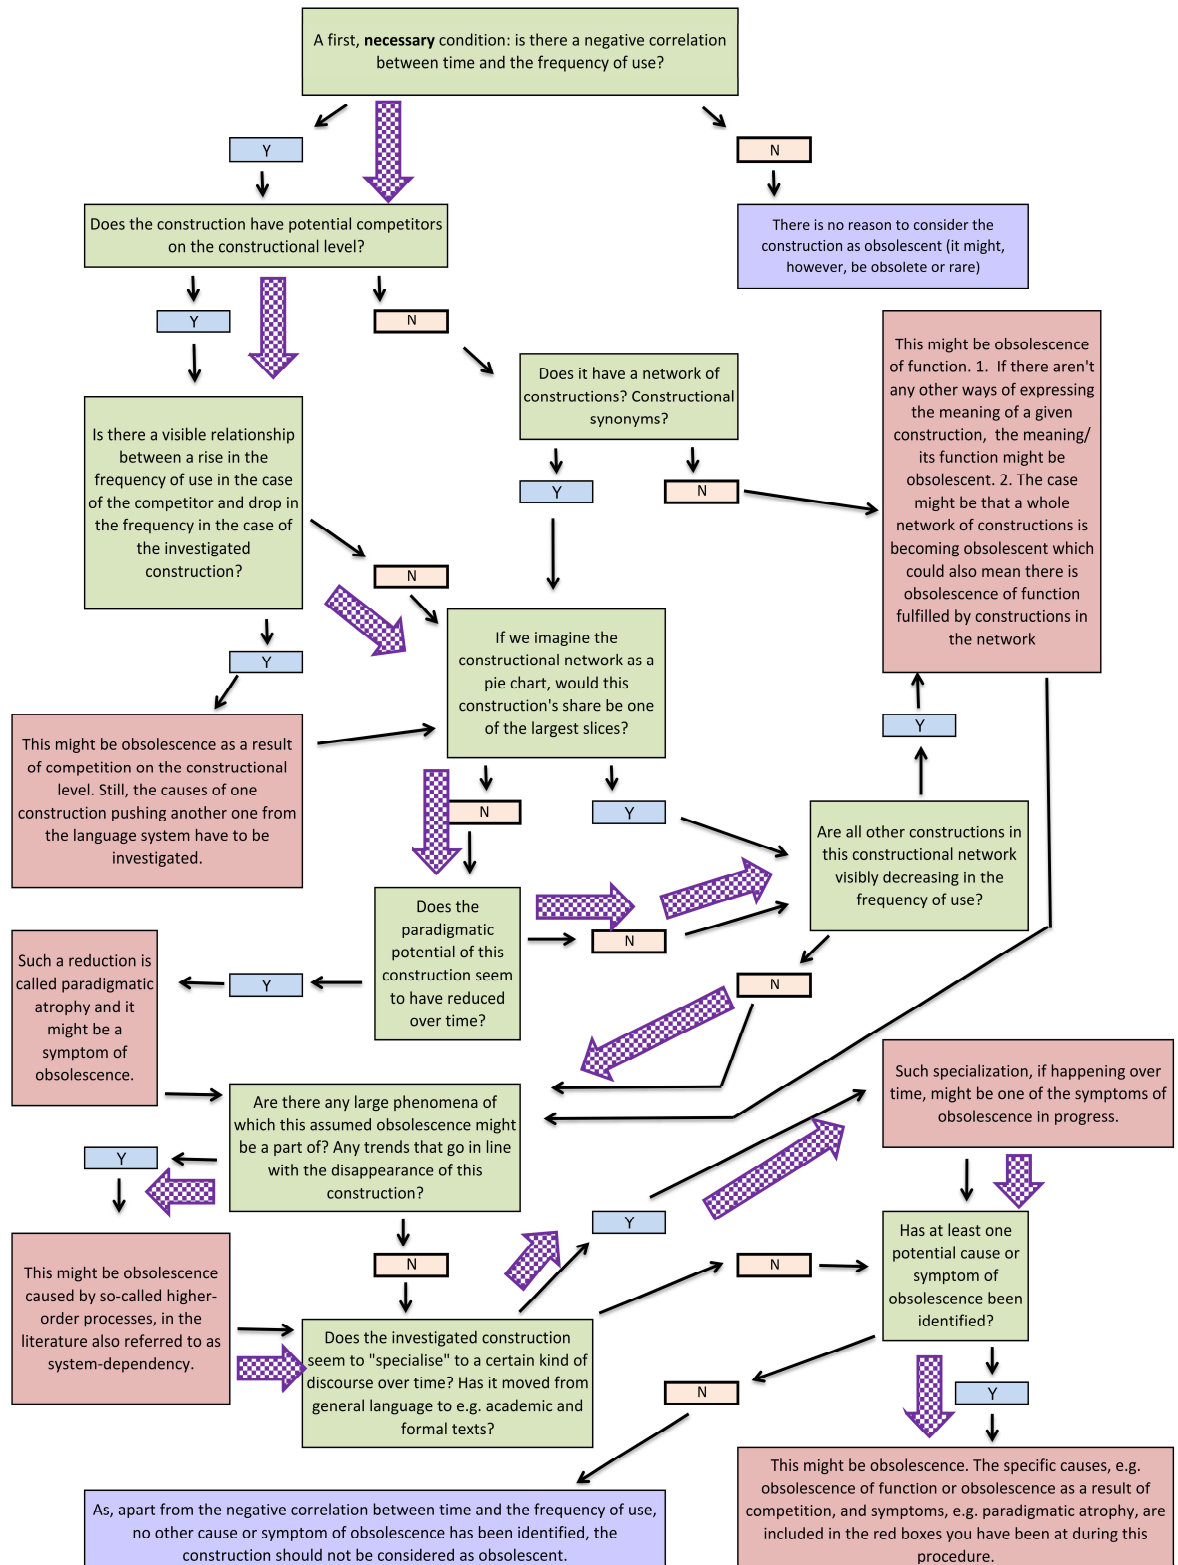 A first, necessary condition: is there a negative correlation
between time and the frequency of use?
Y
N
Does the construction have potential competitors
on the constructional level?
There is no reason to consider the
construction as obsolescent (it might,
however, be obsolete or rare)
Y
N
Does it have a network of
constructions? Constructional
synonyms?
This might be obsolescence
of function. 1. If there aren't
any other ways of expressing
the meaning of a given
construction, the meaning/
its function might be
obsolescent. 2. The case
might be that a whole
network of constructions is
becoming obsolescent which
could also mean there is
obsolescence of function
fulfilled by constructions in
the network
Is there a visible relationship
between a rise in the
frequency of use in the case
of the competitor and drop in
the frequency in the case of
the investigated
construction?
Y
N
N
Y
If we imagine the
constructional network as a
pie chart, would this
construction's share be one
of the largest slices?
This might be obsolescence as a result
of competition on the constructional
level. Still, the causes of one
construction pushing another one from
the language system have to be
investigated.
Y
N
Y
Are all other constructions in
this constructional network
visibly decreasing in the
frequency of use?
Does the
paradigmatic
potential of this
construction seem
to have reduced
over time?
N
Y
N
Such a reduction is
called paradigmatic
atrophy and it
might be a
symptom of
obsolescence.
Are there any large phenomena of
which this assumed obsolescence might
be a part of? Any trends that go in line
with the disappearance of this
construction?
Such specialization, if happening over
time, might be one of the symptoms of
obsolescence in progress.
Y
N
Y
N
This might be obsolescence
caused by so-called higher-
order processes, in the
literature also referred to as
system-dependency.
Has at least one
potential cause or
symptom of
obsolescence been
identified?
Does the investigated construction
seem to "specialise" to a certain kind of
discourse over time? Has it moved from
general language to e.g. academic and
formal texts?
N
Y
This might be obsolescence. The specific causes, e.g.
obsolescence of function or obsolescence as a result of
competition, and symptoms, e.g. paradigmatic atrophy, are
included in the red boxes you have been at during this
procedure.
As, apart from the negative correlation between time and the frequency of use,
no other cause or symptom of obsolescence has been identified, the
construction should not be considered as obsolescent.